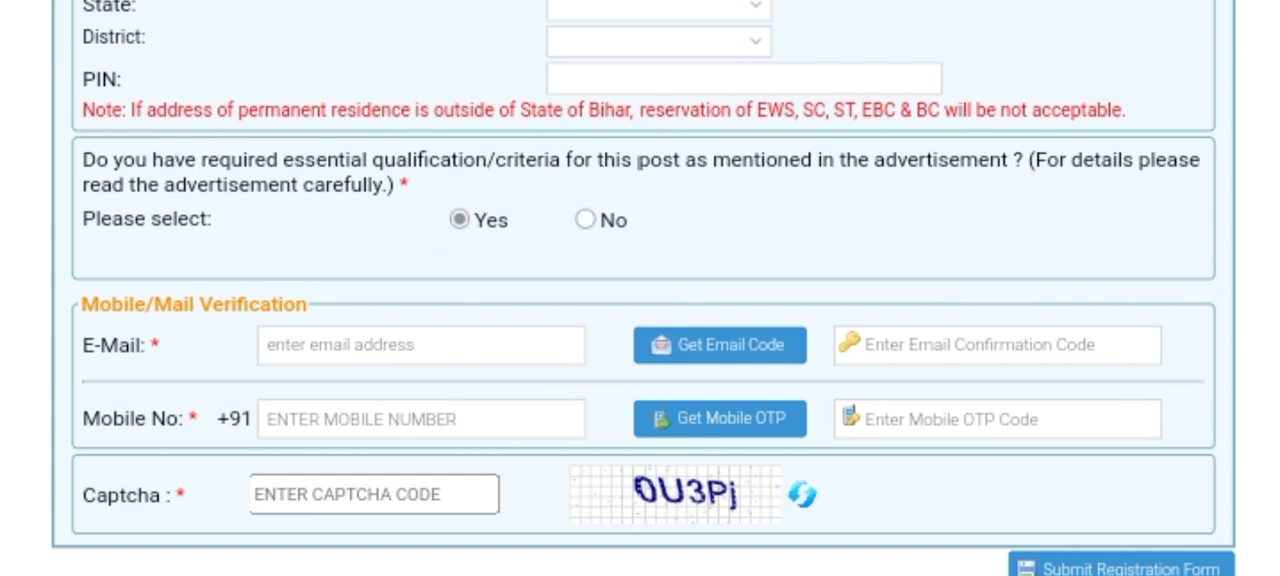 State:
District:
PIN:
Note: If address of permanent residence is outside of State of Bihar, reservation of EWS, SC, ST, EBC & BC will be not acceptable.
Do you have required essential qualification/criteria for this post as mentioned in the advertisement ? (For details please
read the advertisement carefully.) *
Please select: Yes No
Mobile/Mail Verification
E-Mail: * enter email address Get Email Code Enter Email Confirmation Code
Mobile No: * +91 ENTER MOBILE NUMBER Get Mobile OTP Enter Mobile OTP Code
Captcha : * ENTER CAPTCHA CODE
Submit Registration Form